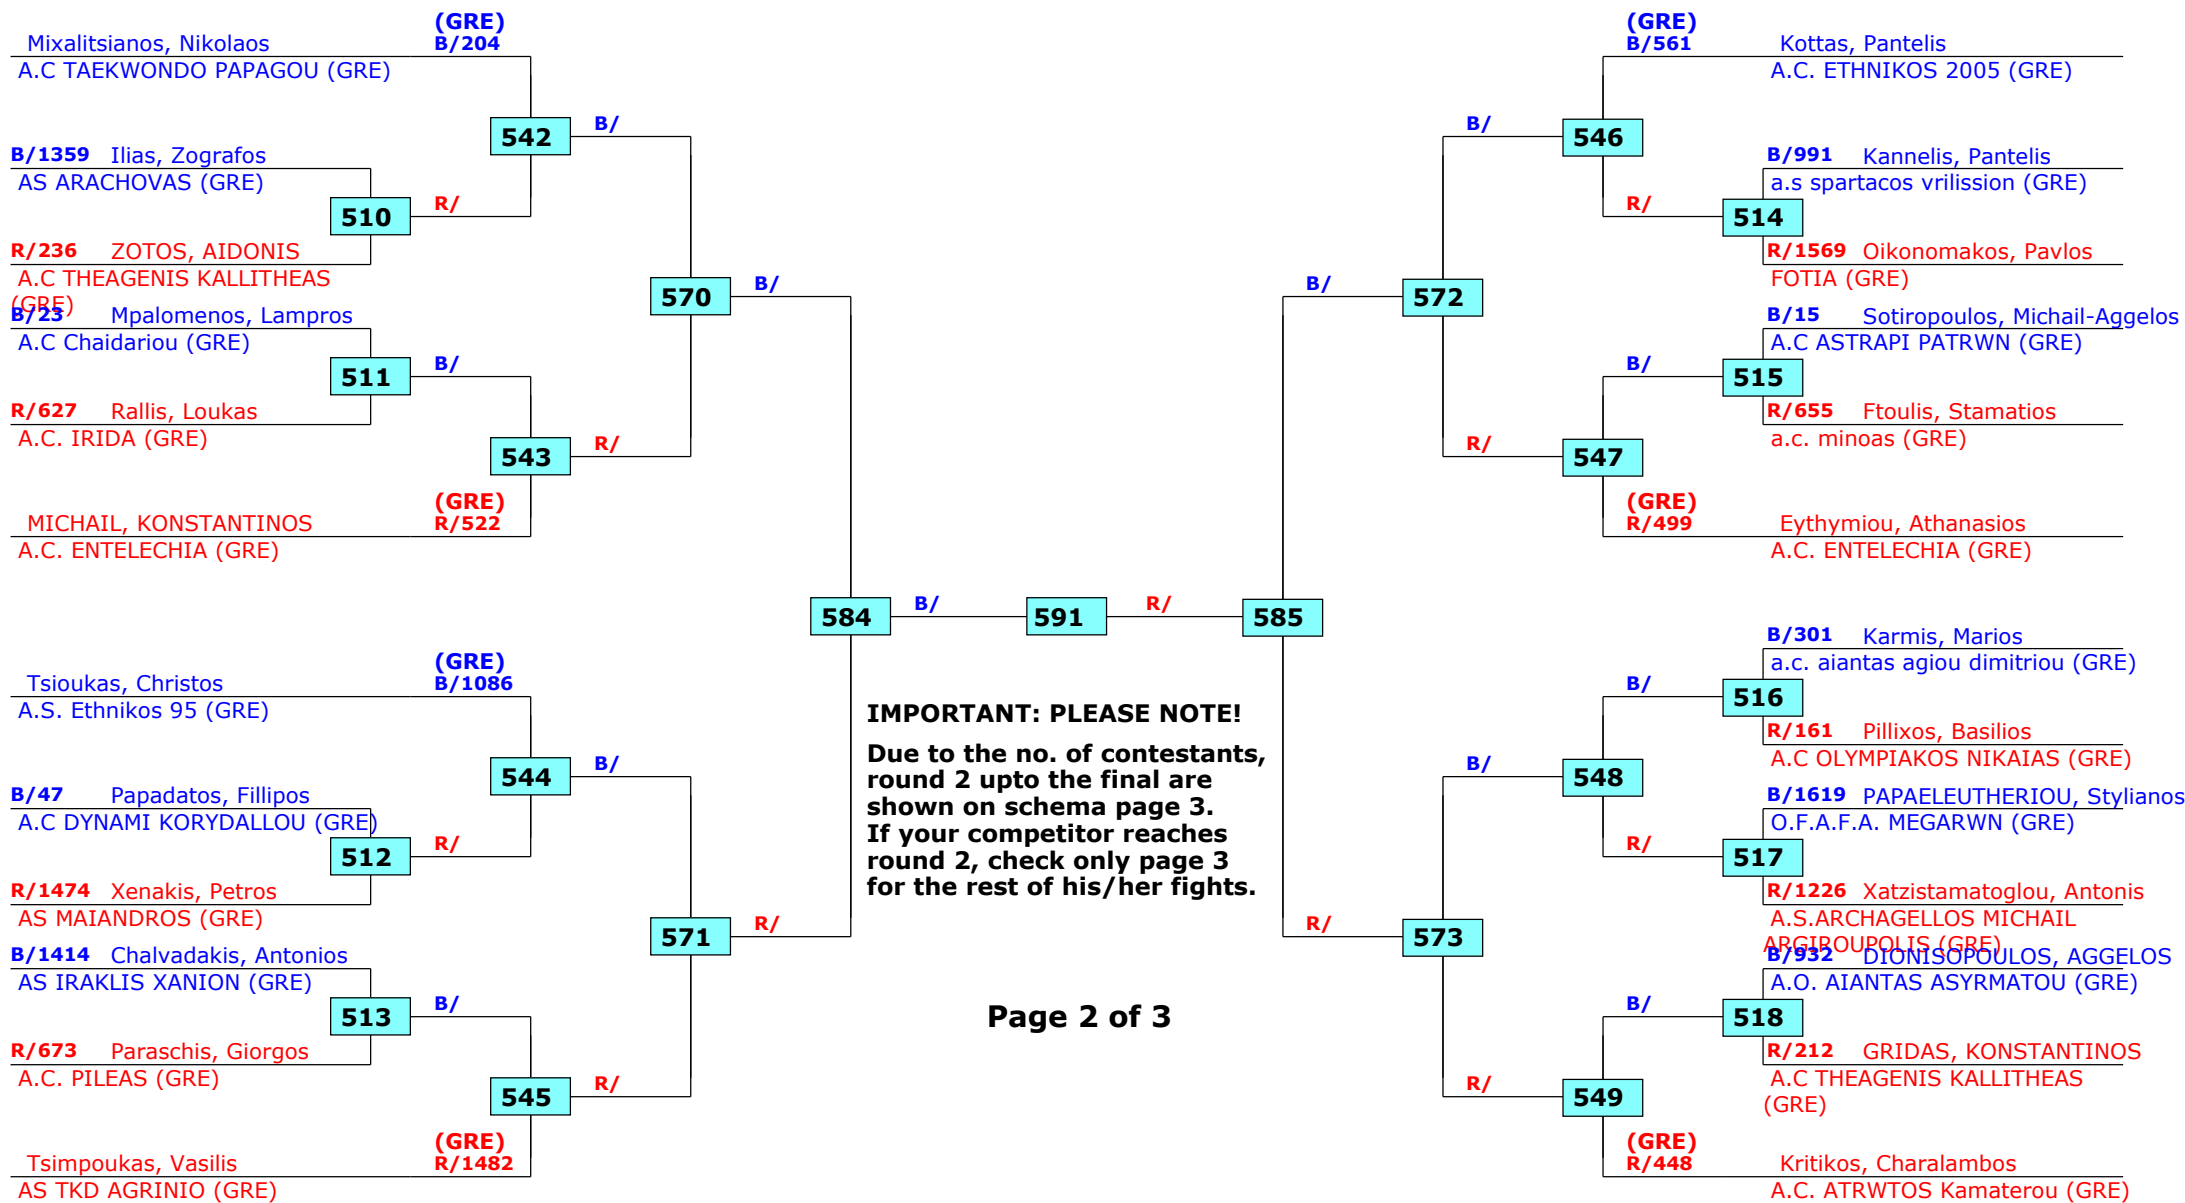 (GRE)
Mixalitsianos, Nikolaos B/204
A.C TAEKWONDO PAPAGOU (GRE)
542
B/
B/1359 Ilias, Zografos
AS ARACHOVAS (GRE)
510
R/
R/236 ZOTOS, AIDONIS
A.C THEAGENIS KALLITHEAS
(GRE)
570
B/
B/23 Mpalomenos, Lampros
A.C Chaidariou (GRE)
511
B/
R/627 Rallis, Loukas
A.C. IRIDA (GRE)
543
R/
(GRE)
MICHAIL, KONSTANTINOS R/522
A.C. ENTELECHIA (GRE)
584
B/
591
R/
585
(GRE)
Tsioukas, Christos B/1086
A.S. Ethnikos 95 (GRE)
544
B/
B/47 Papadatos, Fillipos
A.C DYNAMI KORYDALLOU (GRE)
512
R/
R/1474 Xenakis, Petros
AS MAIANDROS (GRE)
571
R/
B/1414 Chalvadakis, Antonios
AS IRAKLIS XANION (GRE)
513
B/
R/673 Paraschis, Giorgos
A.C. PILEAS (GRE)
545
R/
(GRE)
Tsimpoukas, Vasilis R/1482
AS TKD AGRINIO (GRE)
IMPORTANT: PLEASE NOTE!
Due to the no. of contestants,
round 2 upto the final are
shown on schema page 3.
If your competitor reaches
round 2, check only page 3
for the rest of his/her fights.
Page 2 of 3
(GRE)
B/561 Kottas, Pantelis
A.C. ETHNIKOS 2005 (GRE)
B/
546
B/991 Kannelis, Pantelis
a.s spartacos vrilission (GRE)
R/
514
R/1569 Oikonomakos, Pavlos
FOTIA (GRE)
B/
572
B/15 Sotiropoulos, Michail-Aggelos
A.C ASTRAPI PATRWN (GRE)
B/
515
R/655 Ftoulis, Stamatios
a.c. minoas (GRE)
R/
547
(GRE)
R/499 Eythymiou, Athanasios
A.C. ENTELECHIA (GRE)
B/301 Karmis, Marios
a.c. aiantas agiou dimitriou (GRE)
B/
516
R/161 Pillixos, Basilios
A.C OLYMPIAKOS NIKAIAS (GRE)
B/
548
B/1619 PAPAELEUTHERIOU, Stylianos
O.F.A.F.A. MEGARWN (GRE)
R/
517
R/1226 Xatzistamatoglou, Antonis
A.S.ARCHAGELLOS MICHAIL
ARGIROUPOLIS (GRE)
R/
573
B/932 DIONISOPOULOS, AGGELOS
A.O. AIANTAS ASYRMATOU (GRE)
B/
518
R/212 GRIDAS, KONSTANTINOS
A.C THEAGENIS KALLITHEAS
(GRE)
R/
549
(GRE)
R/448 Kritikos, Charalambos
A.C. ATRWTOS Kamaterou (GRE)